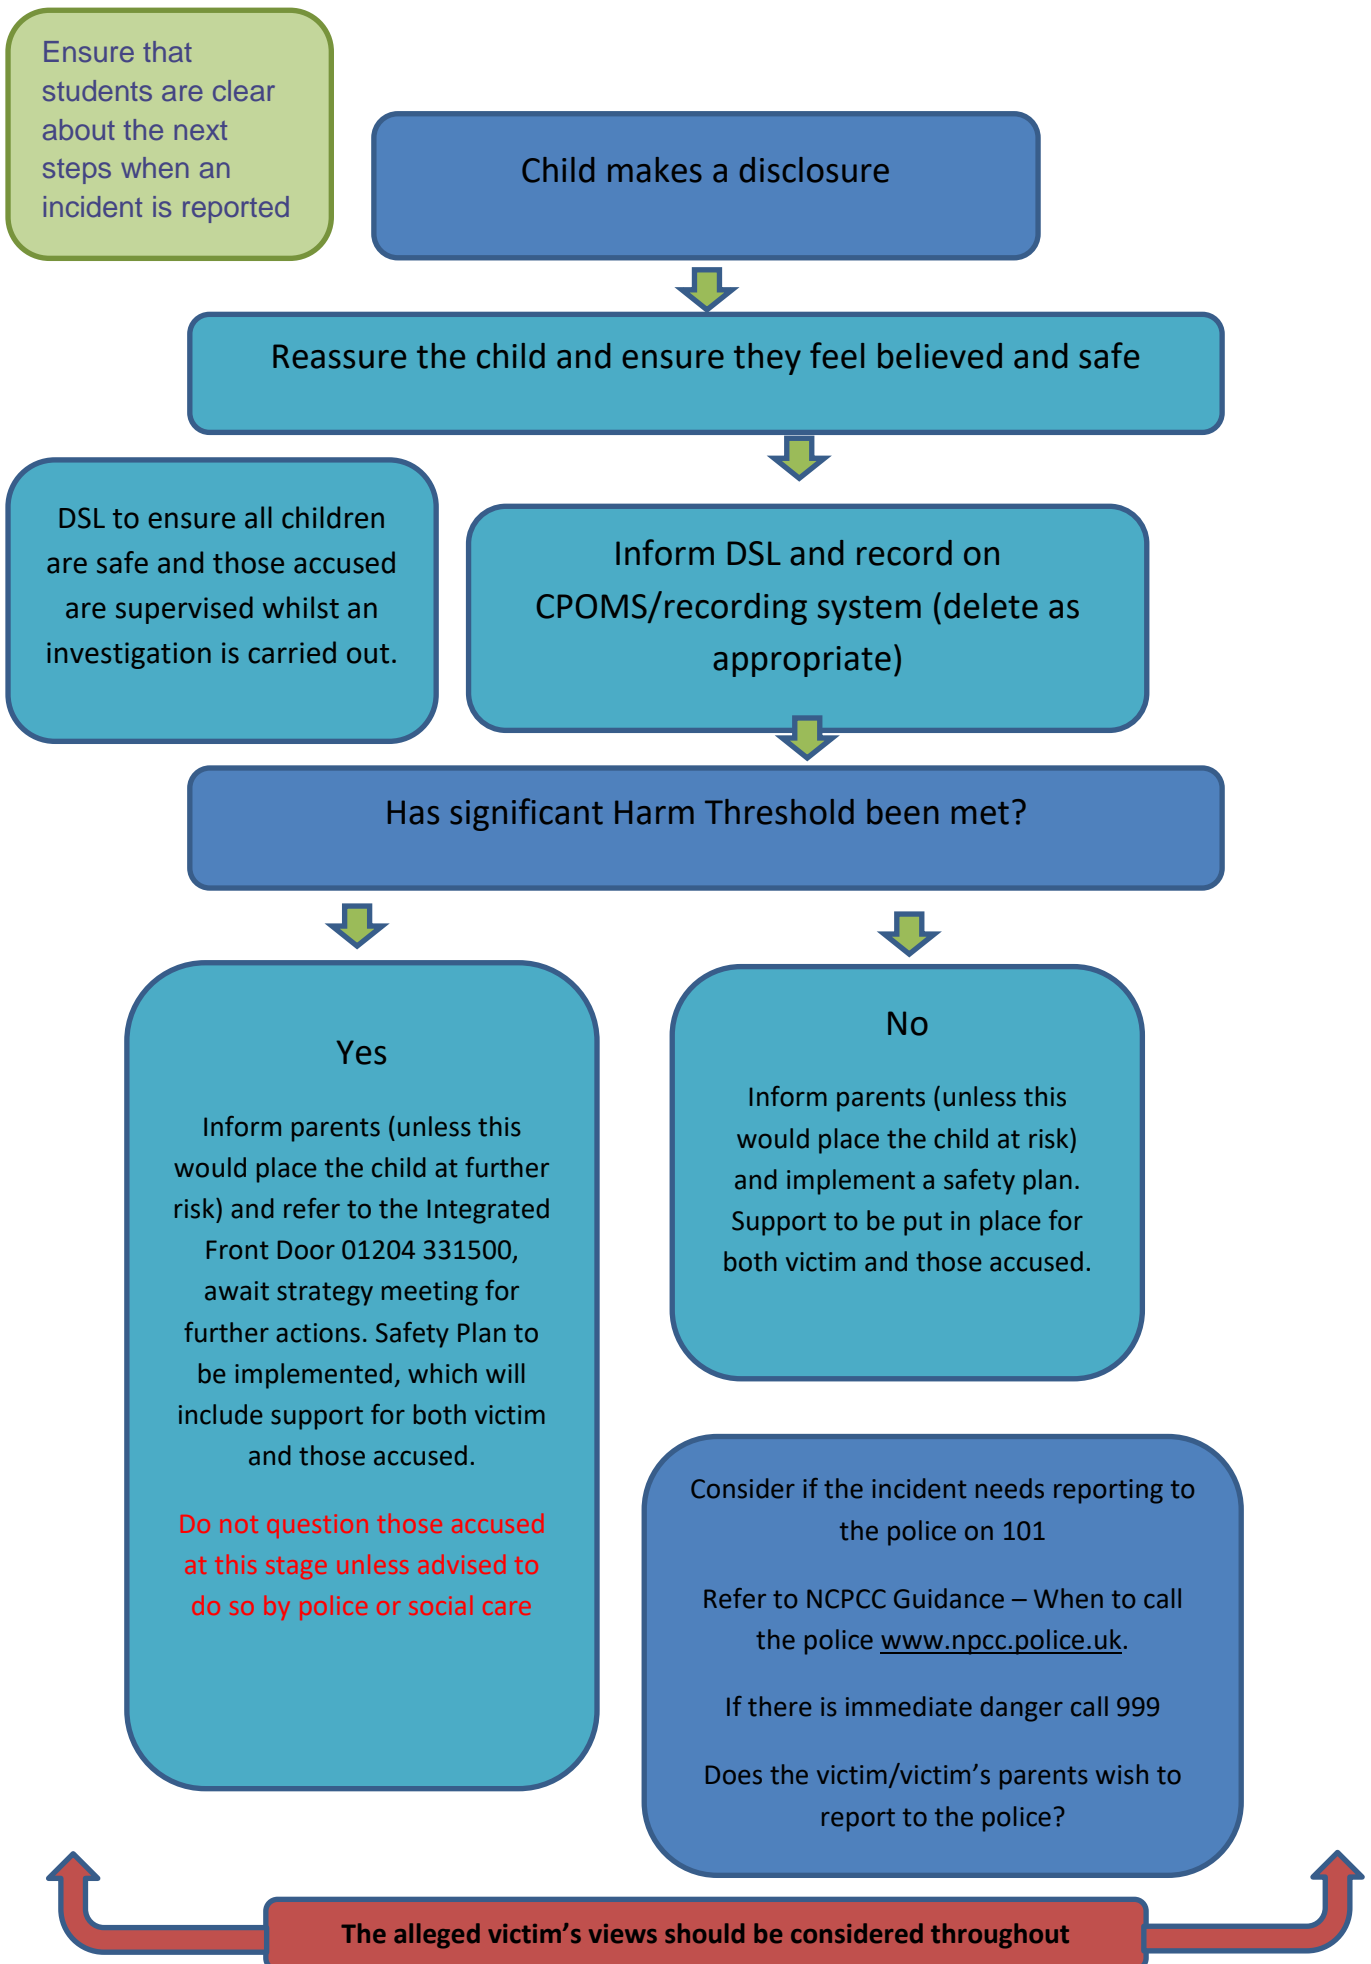 Ensure that
students are clear
about the next
steps when an
incident is reported
Child makes a disclosure
Reassure the child and ensure they feel believed and safe
DSL to ensure all children
are safe and those accused
are supervised whilst an
investigation is carried out.
Inform DSL and record on
CPOMS/recording system (delete as
appropriate)
Has significant Harm Threshold been met?
Yes
Inform parents (unless this
would place the child at further
risk) and refer to the Integrated
Front Door 01204 331500,
await strategy meeting for
further actions. Safety Plan to
be implemented, which will
include support for both victim
and those accused.
Do not question those accused
at this stage unless advised to
do so by police or social care
No
Inform parents (unless this
would place the child at risk)
and implement a safety plan.
Support to be put in place for
both victim and those accused.
Consider if the incident needs reporting to
the police on 101
Refer to NCPCC Guidance – When to call
the police www.npcc.police.uk.
If there is immediate danger call 999
Does the victim/victim’s parents wish to
report to the police?
The alleged victim’s views should be considered throughout